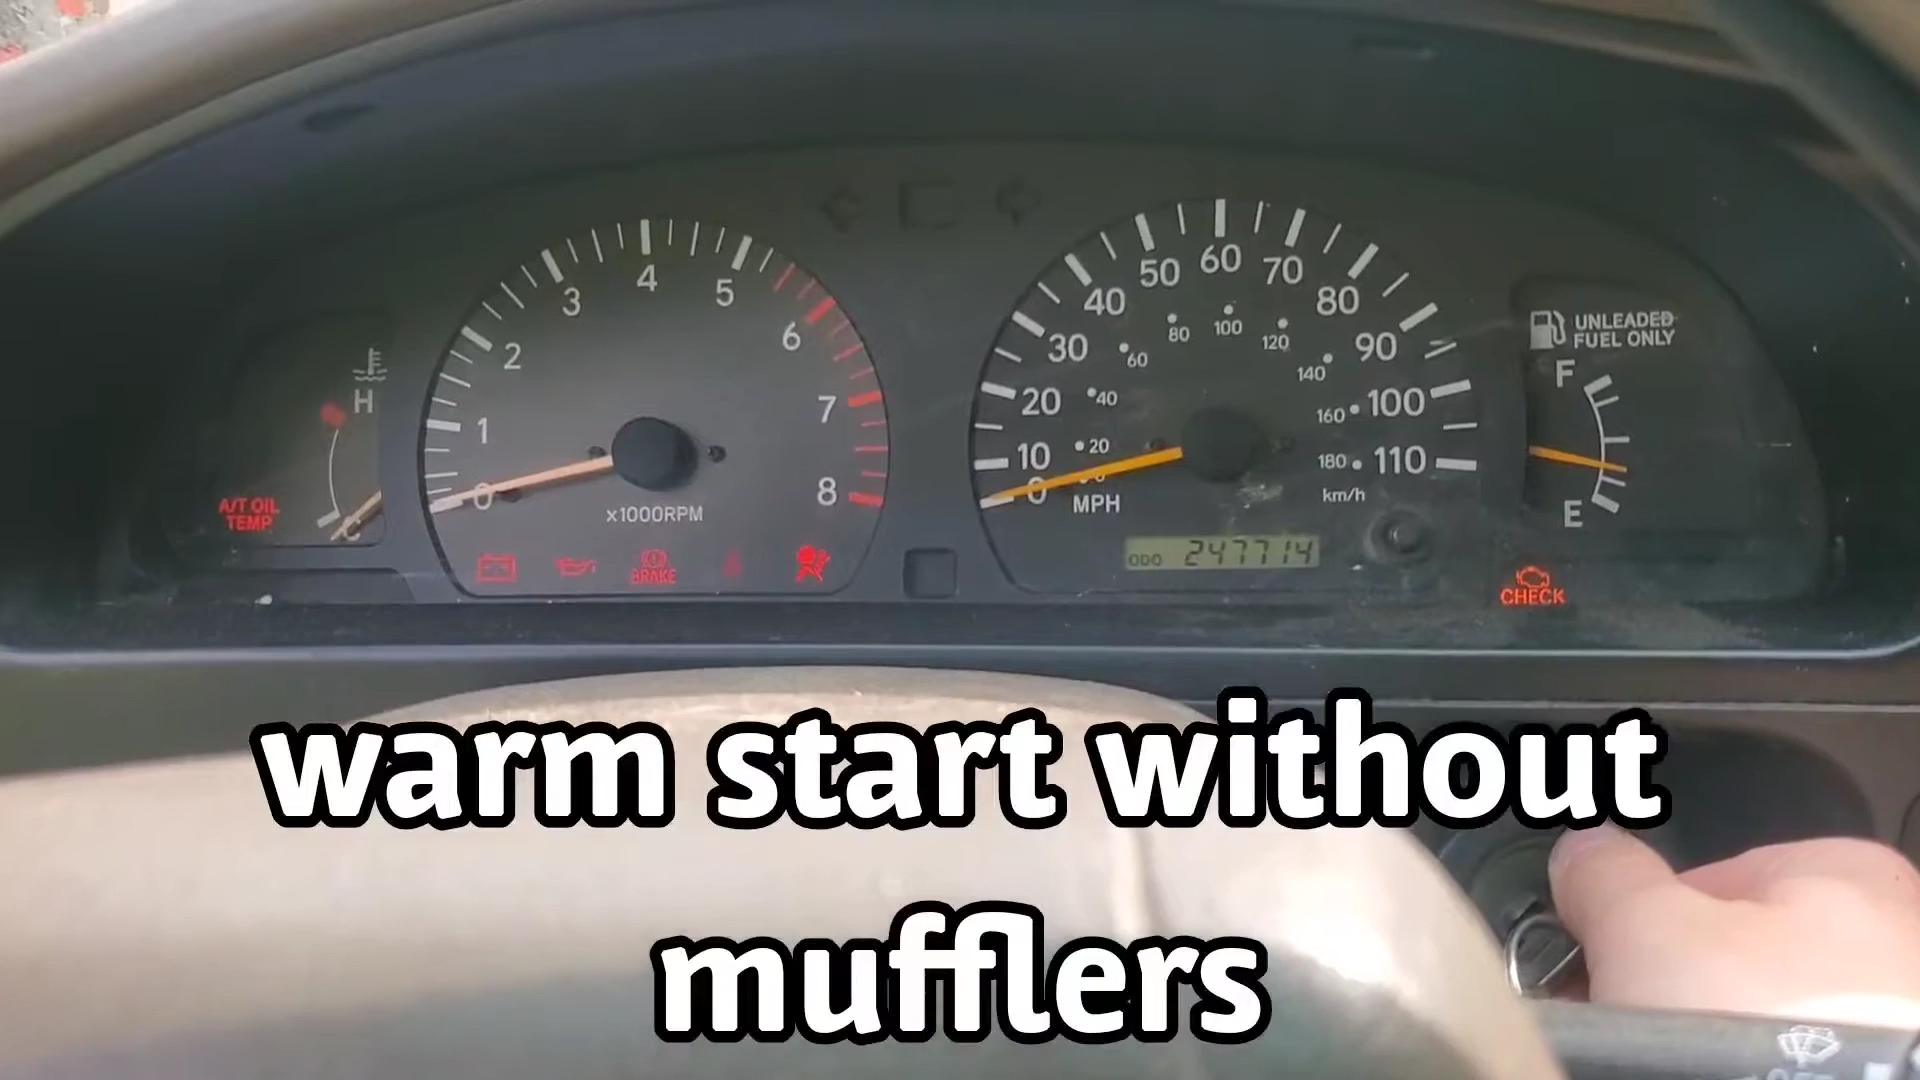 UNLEADED
FUEL ONLY
F
E
H
C
A/T OIL
TEMP
0
1
2
3
4
5
6
7
8
x1000RPM
BRAKE
0
10
20
30
40
50
60
70
80
90
100
110
MPH
0
20
40
60
80
100
120
140
160
180
km/h
ODO 247714
CHECK
warm start without
mufflers